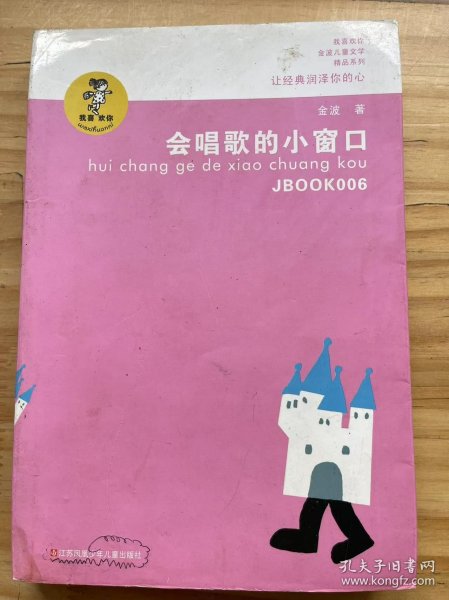 我喜欢你
金波儿童文学
精品系列
让经典润泽你的心
我喜欢你
woxihuanni
金波 著
会唱歌的小窗口
hui chang ge de xiao chuang kou
JBOOK006
江苏凤凰少年儿童出版社
孔夫子旧书网
www.kongfz.com